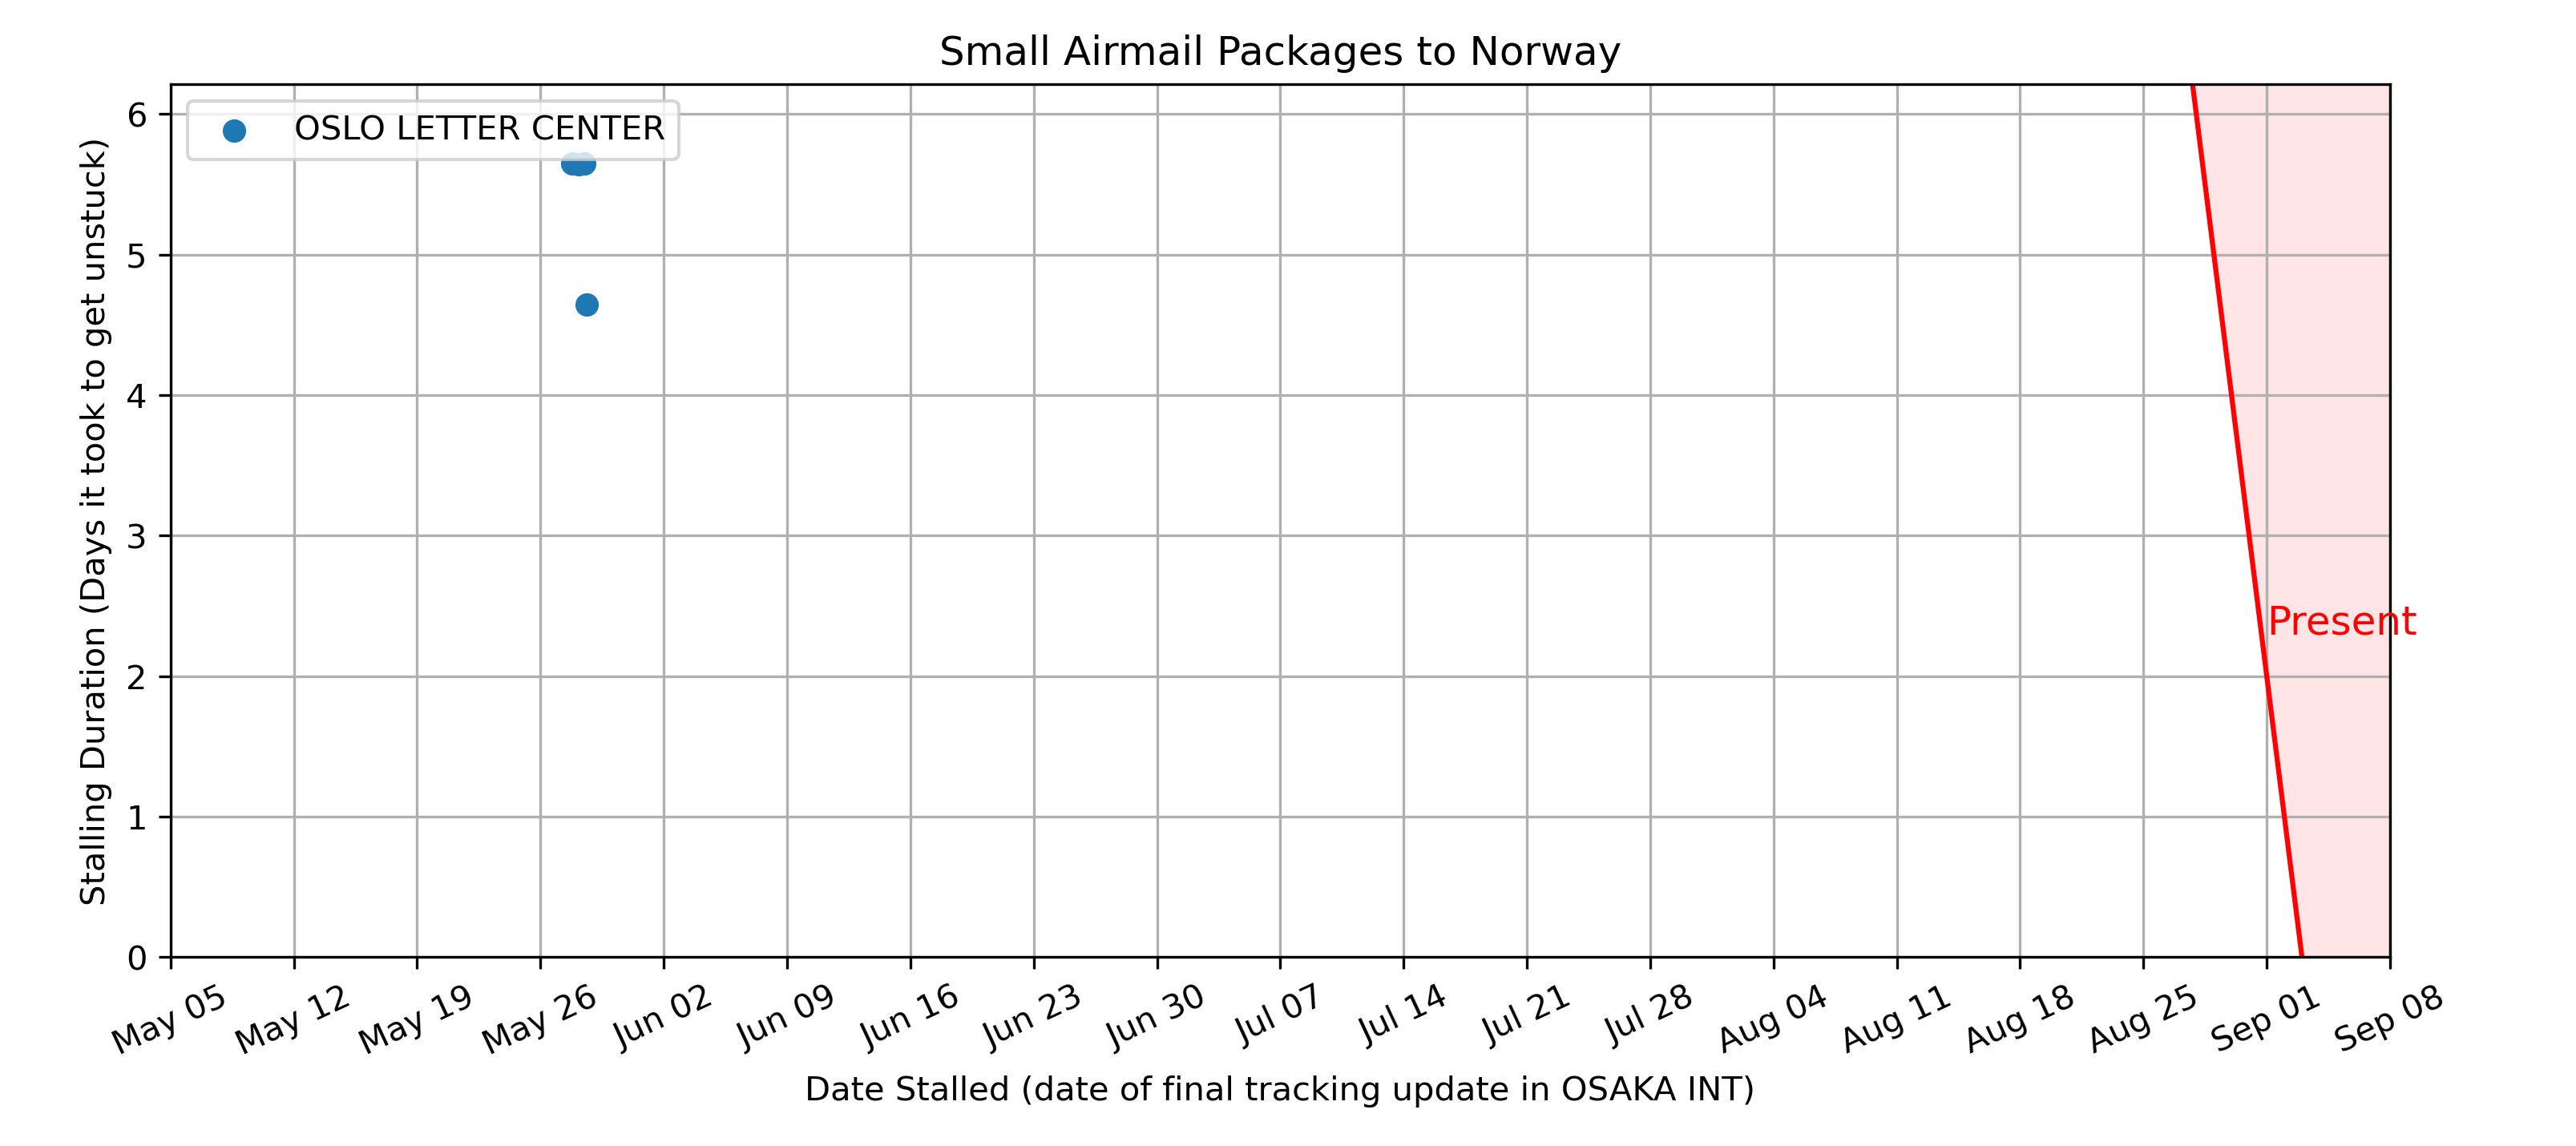 Small Airmail Packages to Norway
OSLO LETTER CENTER
Stalling Duration (Days it took to get unstuck)
6
5
4
3
2
1
0
Present
May 05
May 12
May 19
May 26
Jun 02
Jun 09
Jun 16
Jun 23
Jun 30
Jul 07
Jul 14
Jul 21
Jul 28
Aug 04
Aug 11
Aug 18
Aug 25
Sep 01
Sep 08
Date Stalled (date of final tracking update in OSAKA INT)